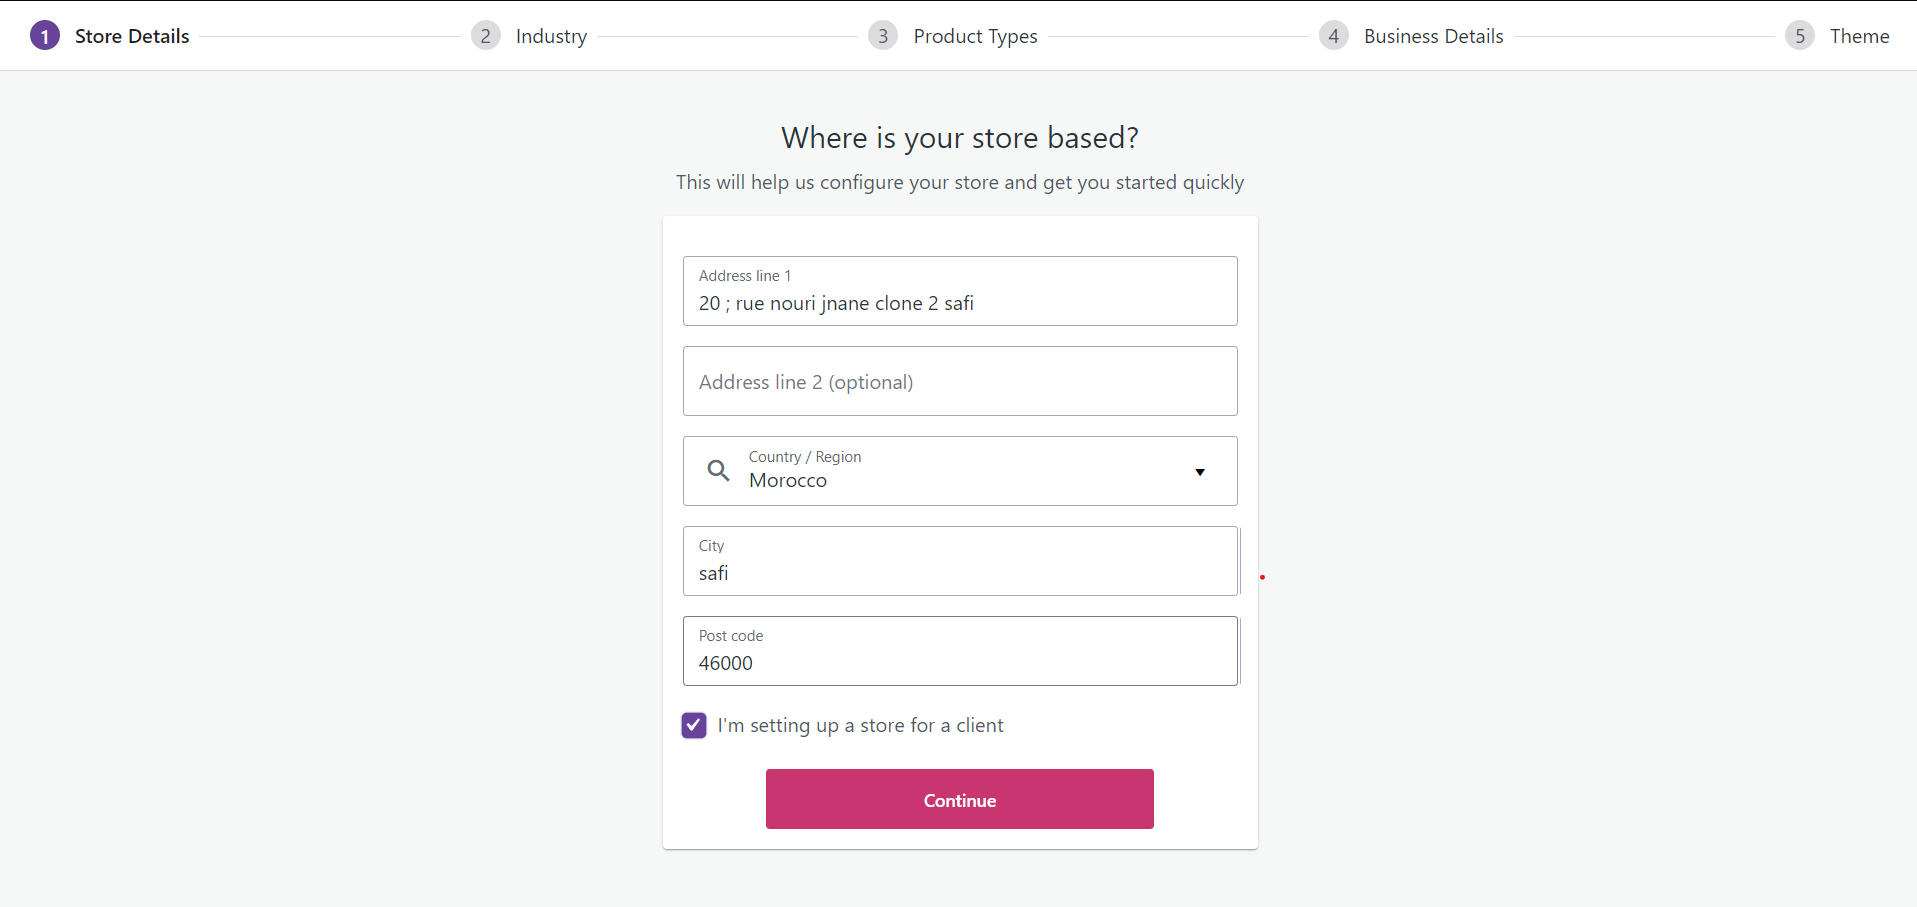 1 Store Details 2 Industry 3 Product Types 4 Business Details 5 Theme
Where is your store based?
This will help us configure your store and get you started quickly
Address line 1
20 ; rue nouri jnane clone 2 safi
Address line 2 (optional)
Country / Region
Morocco
City
safi
Post code
46000
I'm setting up a store for a client
Continue